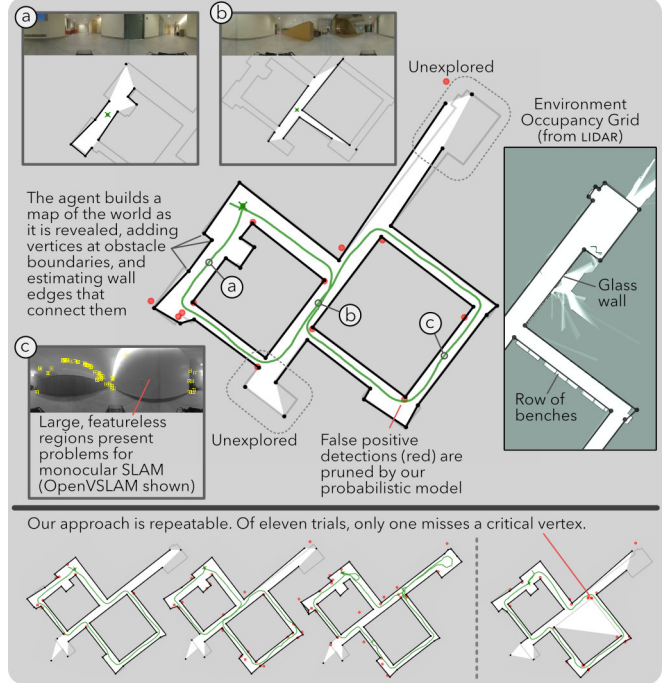 a
b
Unexplored
Environment
Occupancy Grid
(from LIDAR)
The agent builds a
map of the world as
it is revealed, adding
vertices at obstacle
boundaries, and
estimating wall
edges that
connect them
a
b
c
Glass
wall
Row of
benches
c
Large, featureless
regions present
problems for
monocular SLAM
(OpenVSLAM shown)
Unexplored
False positive
detections (red) are
pruned by our
probabilistic model
Our approach is repeatable. Of eleven trials, only one misses a critical vertex.